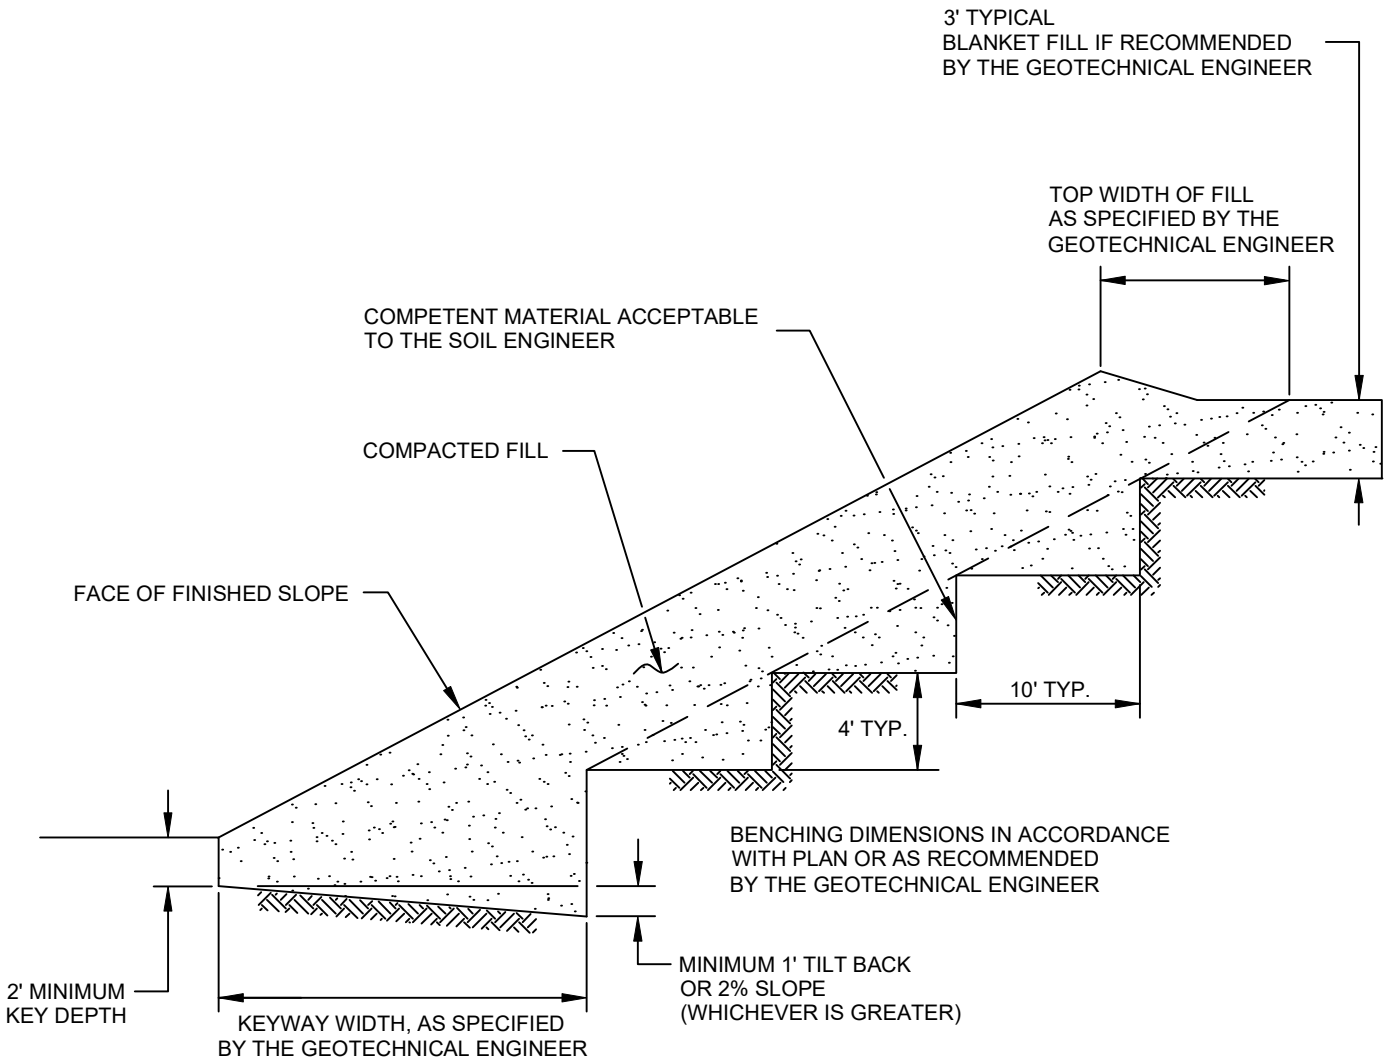 3' TYPICAL
BLANKET FILL IF RECOMMENDED
BY THE GEOTECHNICAL ENGINEER
TOP WIDTH OF FILL
AS SPECIFIED BY THE
GEOTECHNICAL ENGINEER
COMPETENT MATERIAL ACCEPTABLE
TO THE SOIL ENGINEER
COMPACTED FILL
FACE OF FINISHED SLOPE
10' TYP.
4' TYP.
BENCHING DIMENSIONS IN ACCORDANCE
WITH PLAN OR AS RECOMMENDED
BY THE GEOTECHNICAL ENGINEER
MINIMUM 1' TILT BACK
OR 2% SLOPE
(WHICHEVER IS GREATER)
2' MINIMUM
KEY DEPTH
KEYWAY WIDTH, AS SPECIFIED
BY THE GEOTECHNICAL ENGINEER